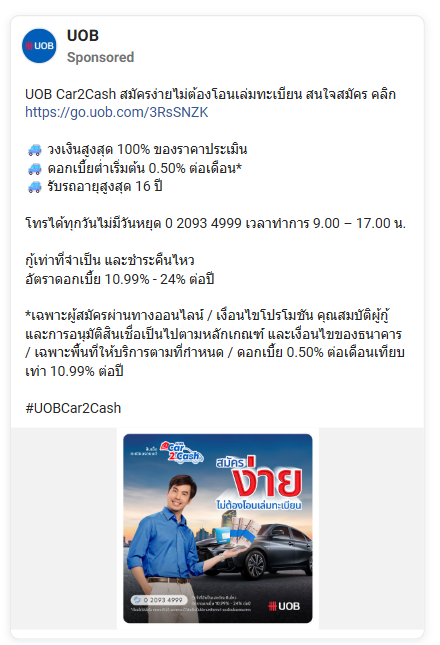 UOB
UOB
Sponsored
UOB Car2Cash สมัครง่ายไม่ต้องโอนเล่มทะเบียน สนใจสมัคร คลิก
https://go.uob.com/3RsSNZK
🚙 วงเงินสูงสุด 100% ของราคาประเมิน
🚙 ดอกเบี้ยต่ำเริ่มต้น 0.50% ต่อเดือน*
🚙 รับรถอายุสูงสุด 16 ปี
โทรได้ทุกวันไม่มีวันหยุด 0 2093 4999 เวลาทำการ 9.00 – 17.00 น.
กู้เท่าที่จำเป็น และชำระคืนไหว
อัตราดอกเบี้ย 10.99% - 24% ต่อปี
*เฉพาะผู้สมัครผ่านทางออนไลน์ / เงื่อนไขโปรโมชัน คุณสมบัติผู้กู้
และการอนุมัติสินเชื่อเป็นไปตามหลักเกณฑ์ และเงื่อนไขของธนาคาร
/ เฉพาะพื้นที่ให้บริการตามที่กำหนด / ดอกเบี้ย 0.50% ต่อเดือนเทียบ
เท่า 10.99% ต่อปี
#UOBCar2Cash
Car
2Cash
สมัคร
ง่าย
ไม่ต้องโอนเล่มทะเบียน
0 2093 4999
UOB